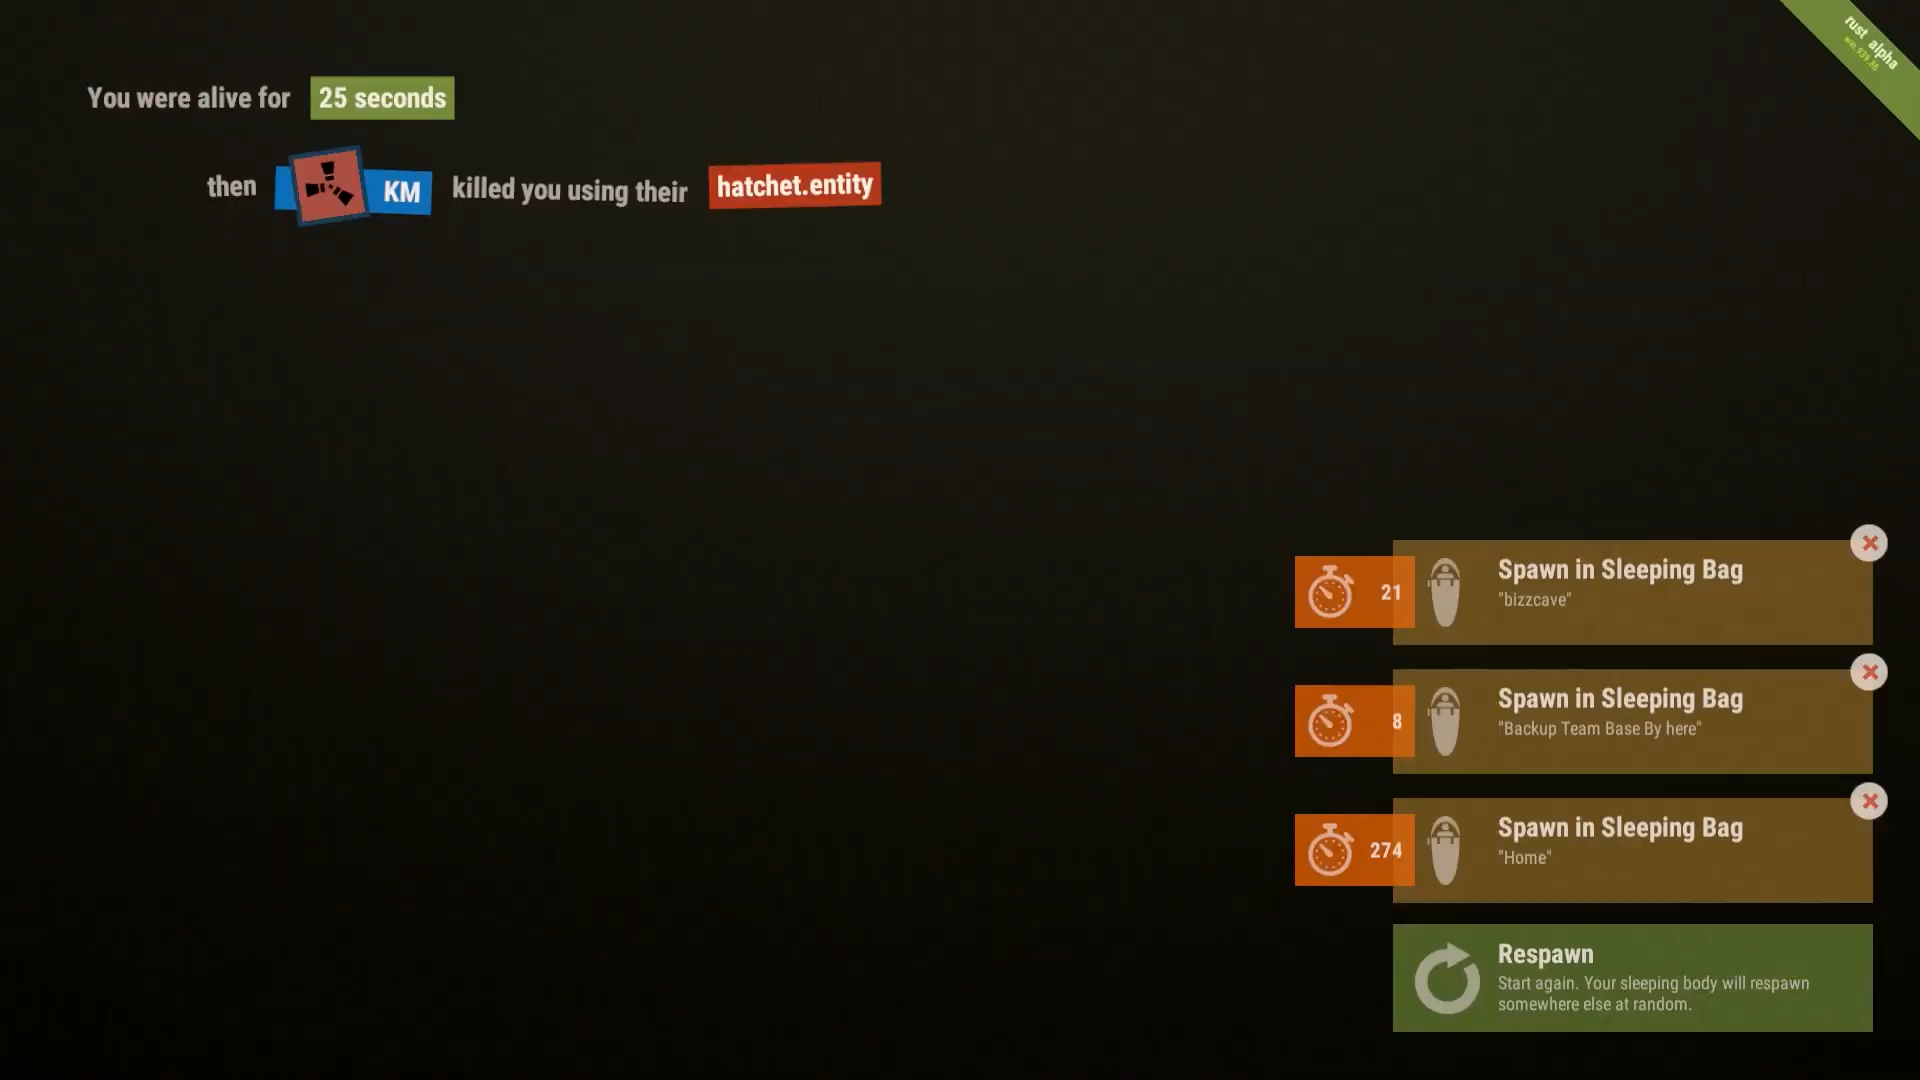 rust alpha
You were alive for 25 seconds
then KM killed you using their hatchet.entity
21 Spawn in Sleeping Bag
"bizzcave"
8 Spawn in Sleeping Bag
"Backup Team Base By here"
274 Spawn in Sleeping Bag
"Home"
Respawn
Start again. Your sleeping body will respawn
somewhere else at random.